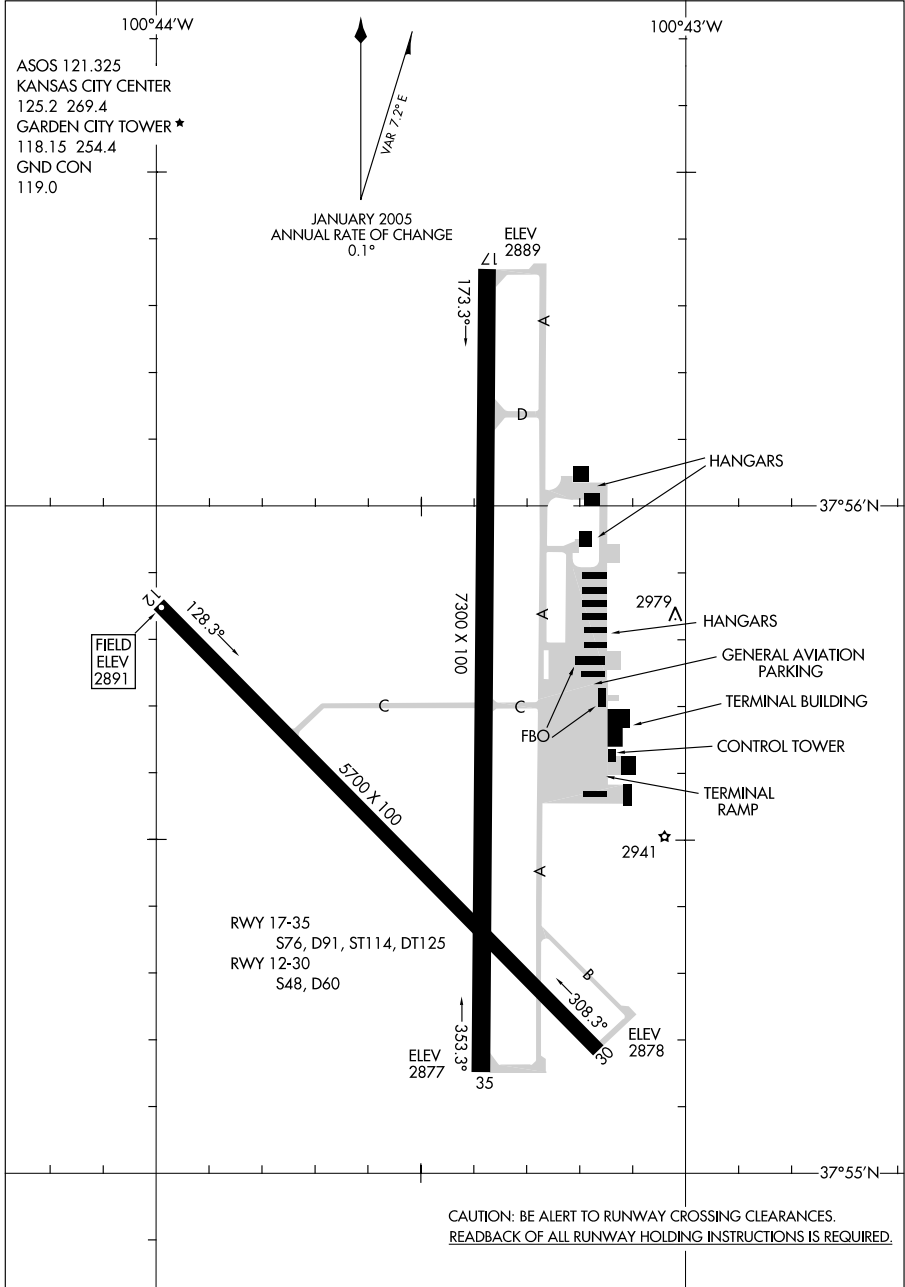 100°44'W
100°43'W
ASOS 121.325
KANSAS CITY CENTER
125.2 269.4
GARDEN CITY TOWER ★
118.15 254.4
GND CON
119.0
VAR 7.2° E
JANUARY 2005
ANNUAL RATE OF CHANGE
0.1°
ELEV
2889
17
173.3°
A
D
HANGARS
37°56'N
7300 X 100
12
128.3°
FIELD
ELEV
2891
A
2979
HANGARS
GENERAL AVIATION
PARKING
C
C
TERMINAL BUILDING
FBO
CONTROL TOWER
5700 X 100
TERMINAL
RAMP
2941
A
RWY 17-35
S76, D91, ST114, DT125
RWY 12-30
S48, D60
B
308.3°
353.3°
30
ELEV
2878
ELEV
2877
35
37°55'N
CAUTION: BE ALERT TO RUNWAY CROSSING CLEARANCES.
READBACK OF ALL RUNWAY HOLDING INSTRUCTIONS IS REQUIRED.